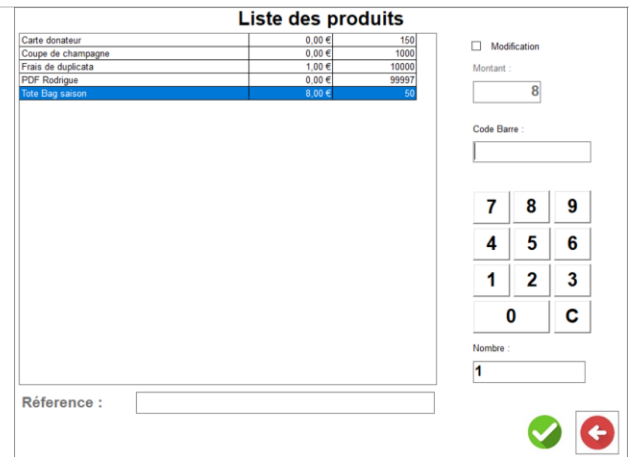 Liste des produits
Carte donateur 0,00 € 150
Coupe de champagne 0,00 € 1000
Frais de duplicata 1,00 € 10000
PDF Rodrigue 0,00 € 99997
Tote Bag saison 8,00 € 50
Modification
Montant :
8
Code Barre :
7 8 9
4 5 6
1 2 3
0 C
Nombre :
1
Réference :